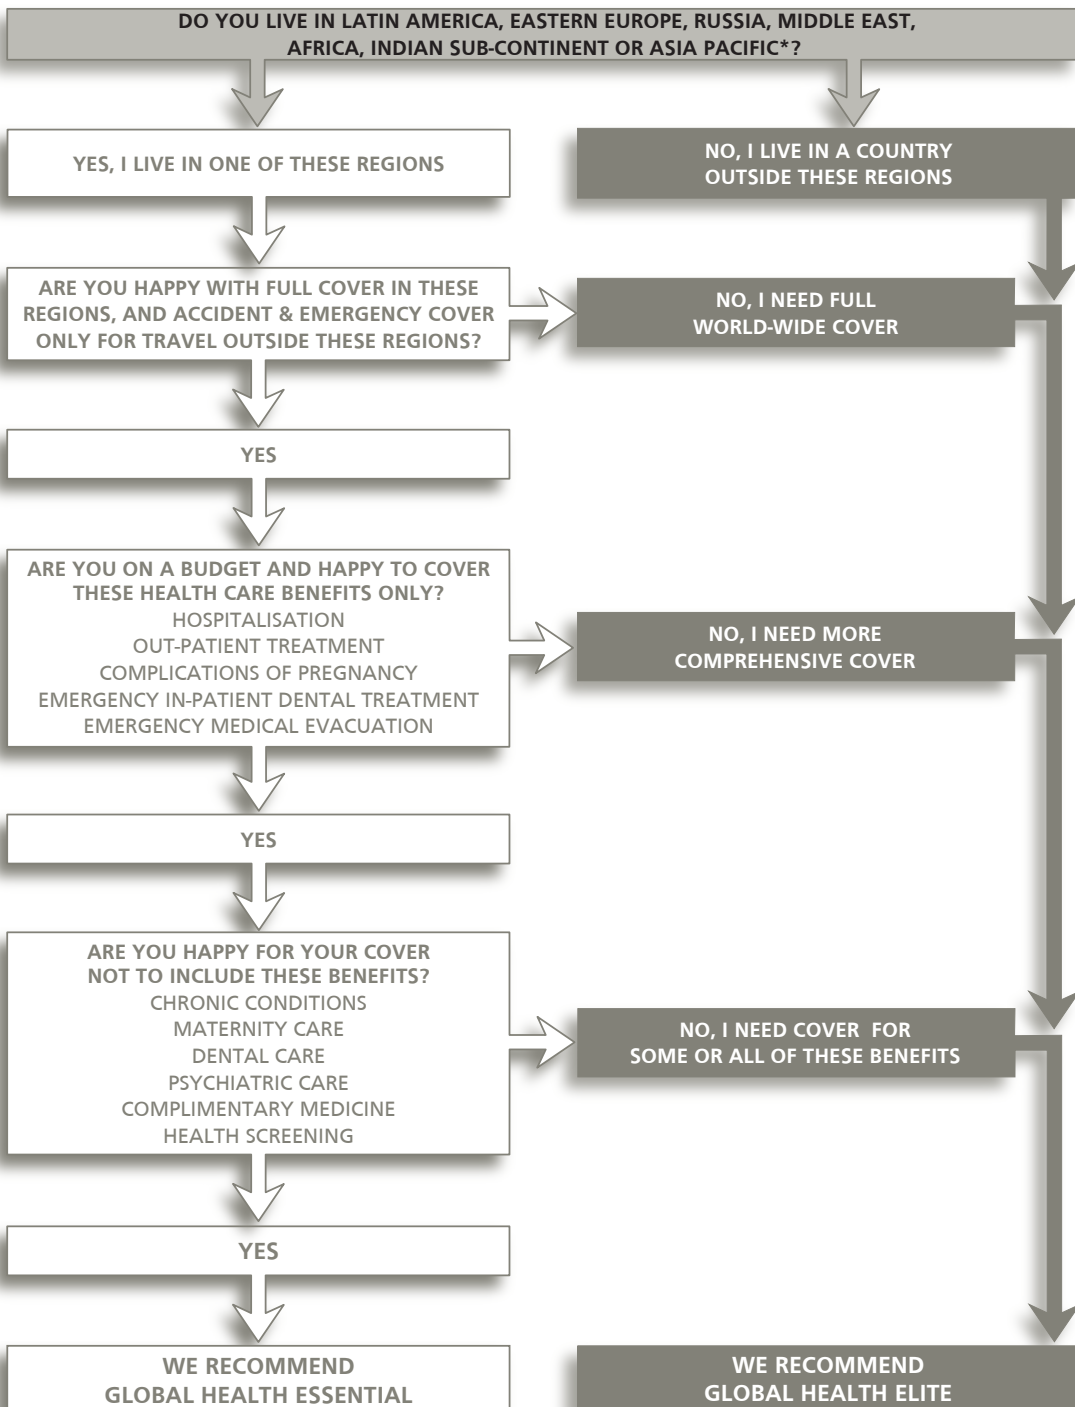 DO YOU LIVE IN LATIN AMERICA, EASTERN EUROPE, RUSSIA, MIDDLE EAST,
AFRICA, INDIAN SUB-CONTINENT OR ASIA PACIFIC*?
YES, I LIVE IN ONE OF THESE REGIONS
NO, I LIVE IN A COUNTRY
OUTSIDE THESE REGIONS
ARE YOU HAPPY WITH FULL COVER IN THESE
REGIONS, AND ACCIDENT & EMERGENCY COVER
ONLY FOR TRAVEL OUTSIDE THESE REGIONS?
NO, I NEED FULL
WORLD-WIDE COVER
YES
ARE YOU ON A BUDGET AND HAPPY TO COVER
THESE HEALTH CARE BENEFITS ONLY?
HOSPITALISATION
OUT-PATIENT TREATMENT
COMPLICATIONS OF PREGNANCY
EMERGENCY IN-PATIENT DENTAL TREATMENT
EMERGENCY MEDICAL EVACUATION
NO, I NEED MORE
COMPREHENSIVE COVER
YES
ARE YOU HAPPY FOR YOUR COVER
NOT TO INCLUDE THESE BENEFITS?
CHRONIC CONDITIONS
MATERNITY CARE
DENTAL CARE
PSYCHIATRIC CARE
COMPLIMENTARY MEDICINE
HEALTH SCREENING
NO, I NEED COVER FOR
SOME OR ALL OF THESE BENEFITS
YES
WE RECOMMEND
GLOBAL HEALTH ESSENTIAL
WE RECOMMEND
GLOBAL HEALTH ELITE